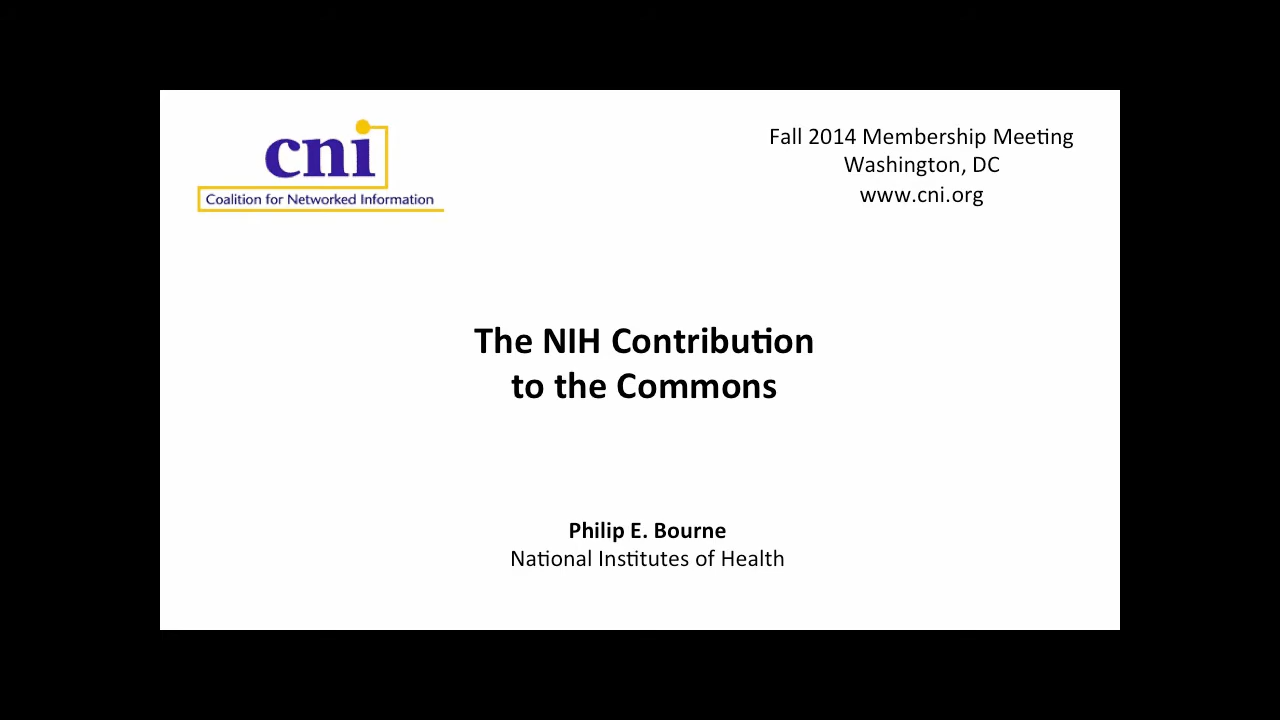 cni
Coalition for Networked Information
Fall 2014 Membership Meeting
Washington, DC
www.cni.org
The NIH Contribution
to the Commons
Philip E. Bourne
National Institutes of Health